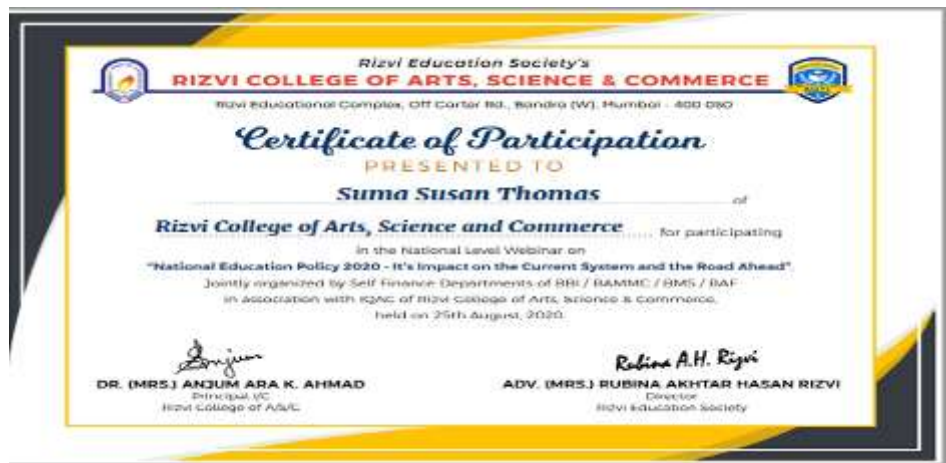 Rizvi Education Society's
RIZVI COLLEGE OF ARTS, SCIENCE & COMMERCE
Rizvi Educational Complex, Off Carter Rd., Bandra (W), Mumbai - 400 050
Certificate of Participation
PRESENTED TO
Suma Susan Thomas of
Rizvi College of Arts, Science and Commerce for participating
in the National Level Webinar on
"National Education Policy 2020 - It's Impact on the Current System and the Road Ahead"
Jointly organized by Self Finance Departments of BBI / BAMMC / BMS / BAF
in association with IQAC of Rizvi College of Arts, Science & Commerce,
held on 25th August, 2020.
Anjum
Rubina A.H. Rizvi
DR. (MRS.) ANJUM ARA K. AHMAD
ADV. (MRS.) RUBINA AKHTAR HASAN RIZVI
Principal I/C
Director
Rizvi College of A/S/C
Rizvi Education Society